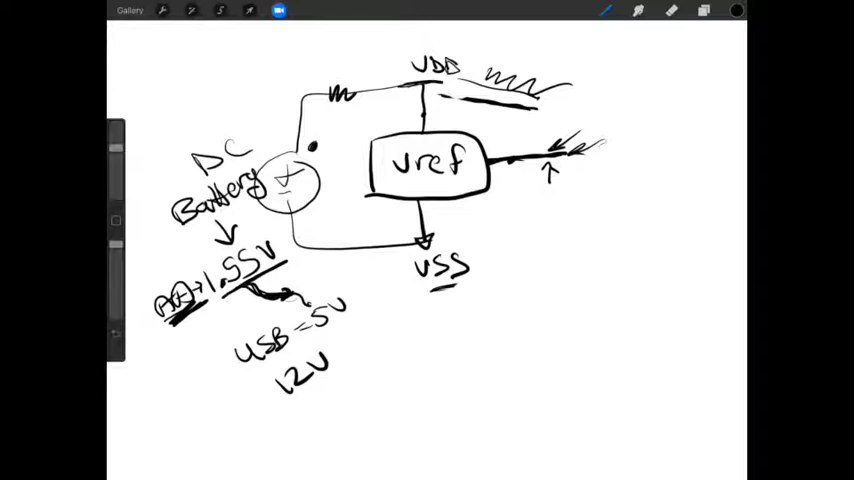 Gallery
VDD
Vref
DC
Battery
AA→1.55V
VSS
USB-5V
12V